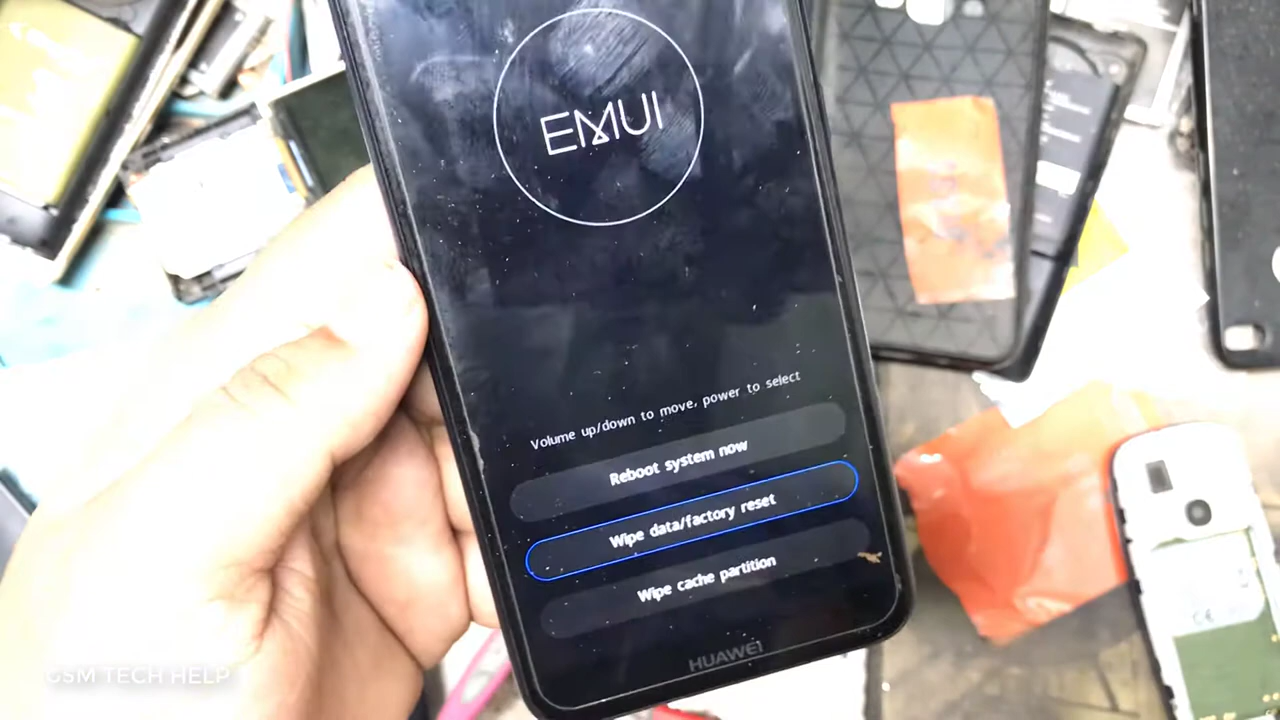 EMUI
Volume up/down to move, power to select
Reboot system now
Wipe data/factory reset
Wipe cache partition
HUAWEI
GSM TECH HELP